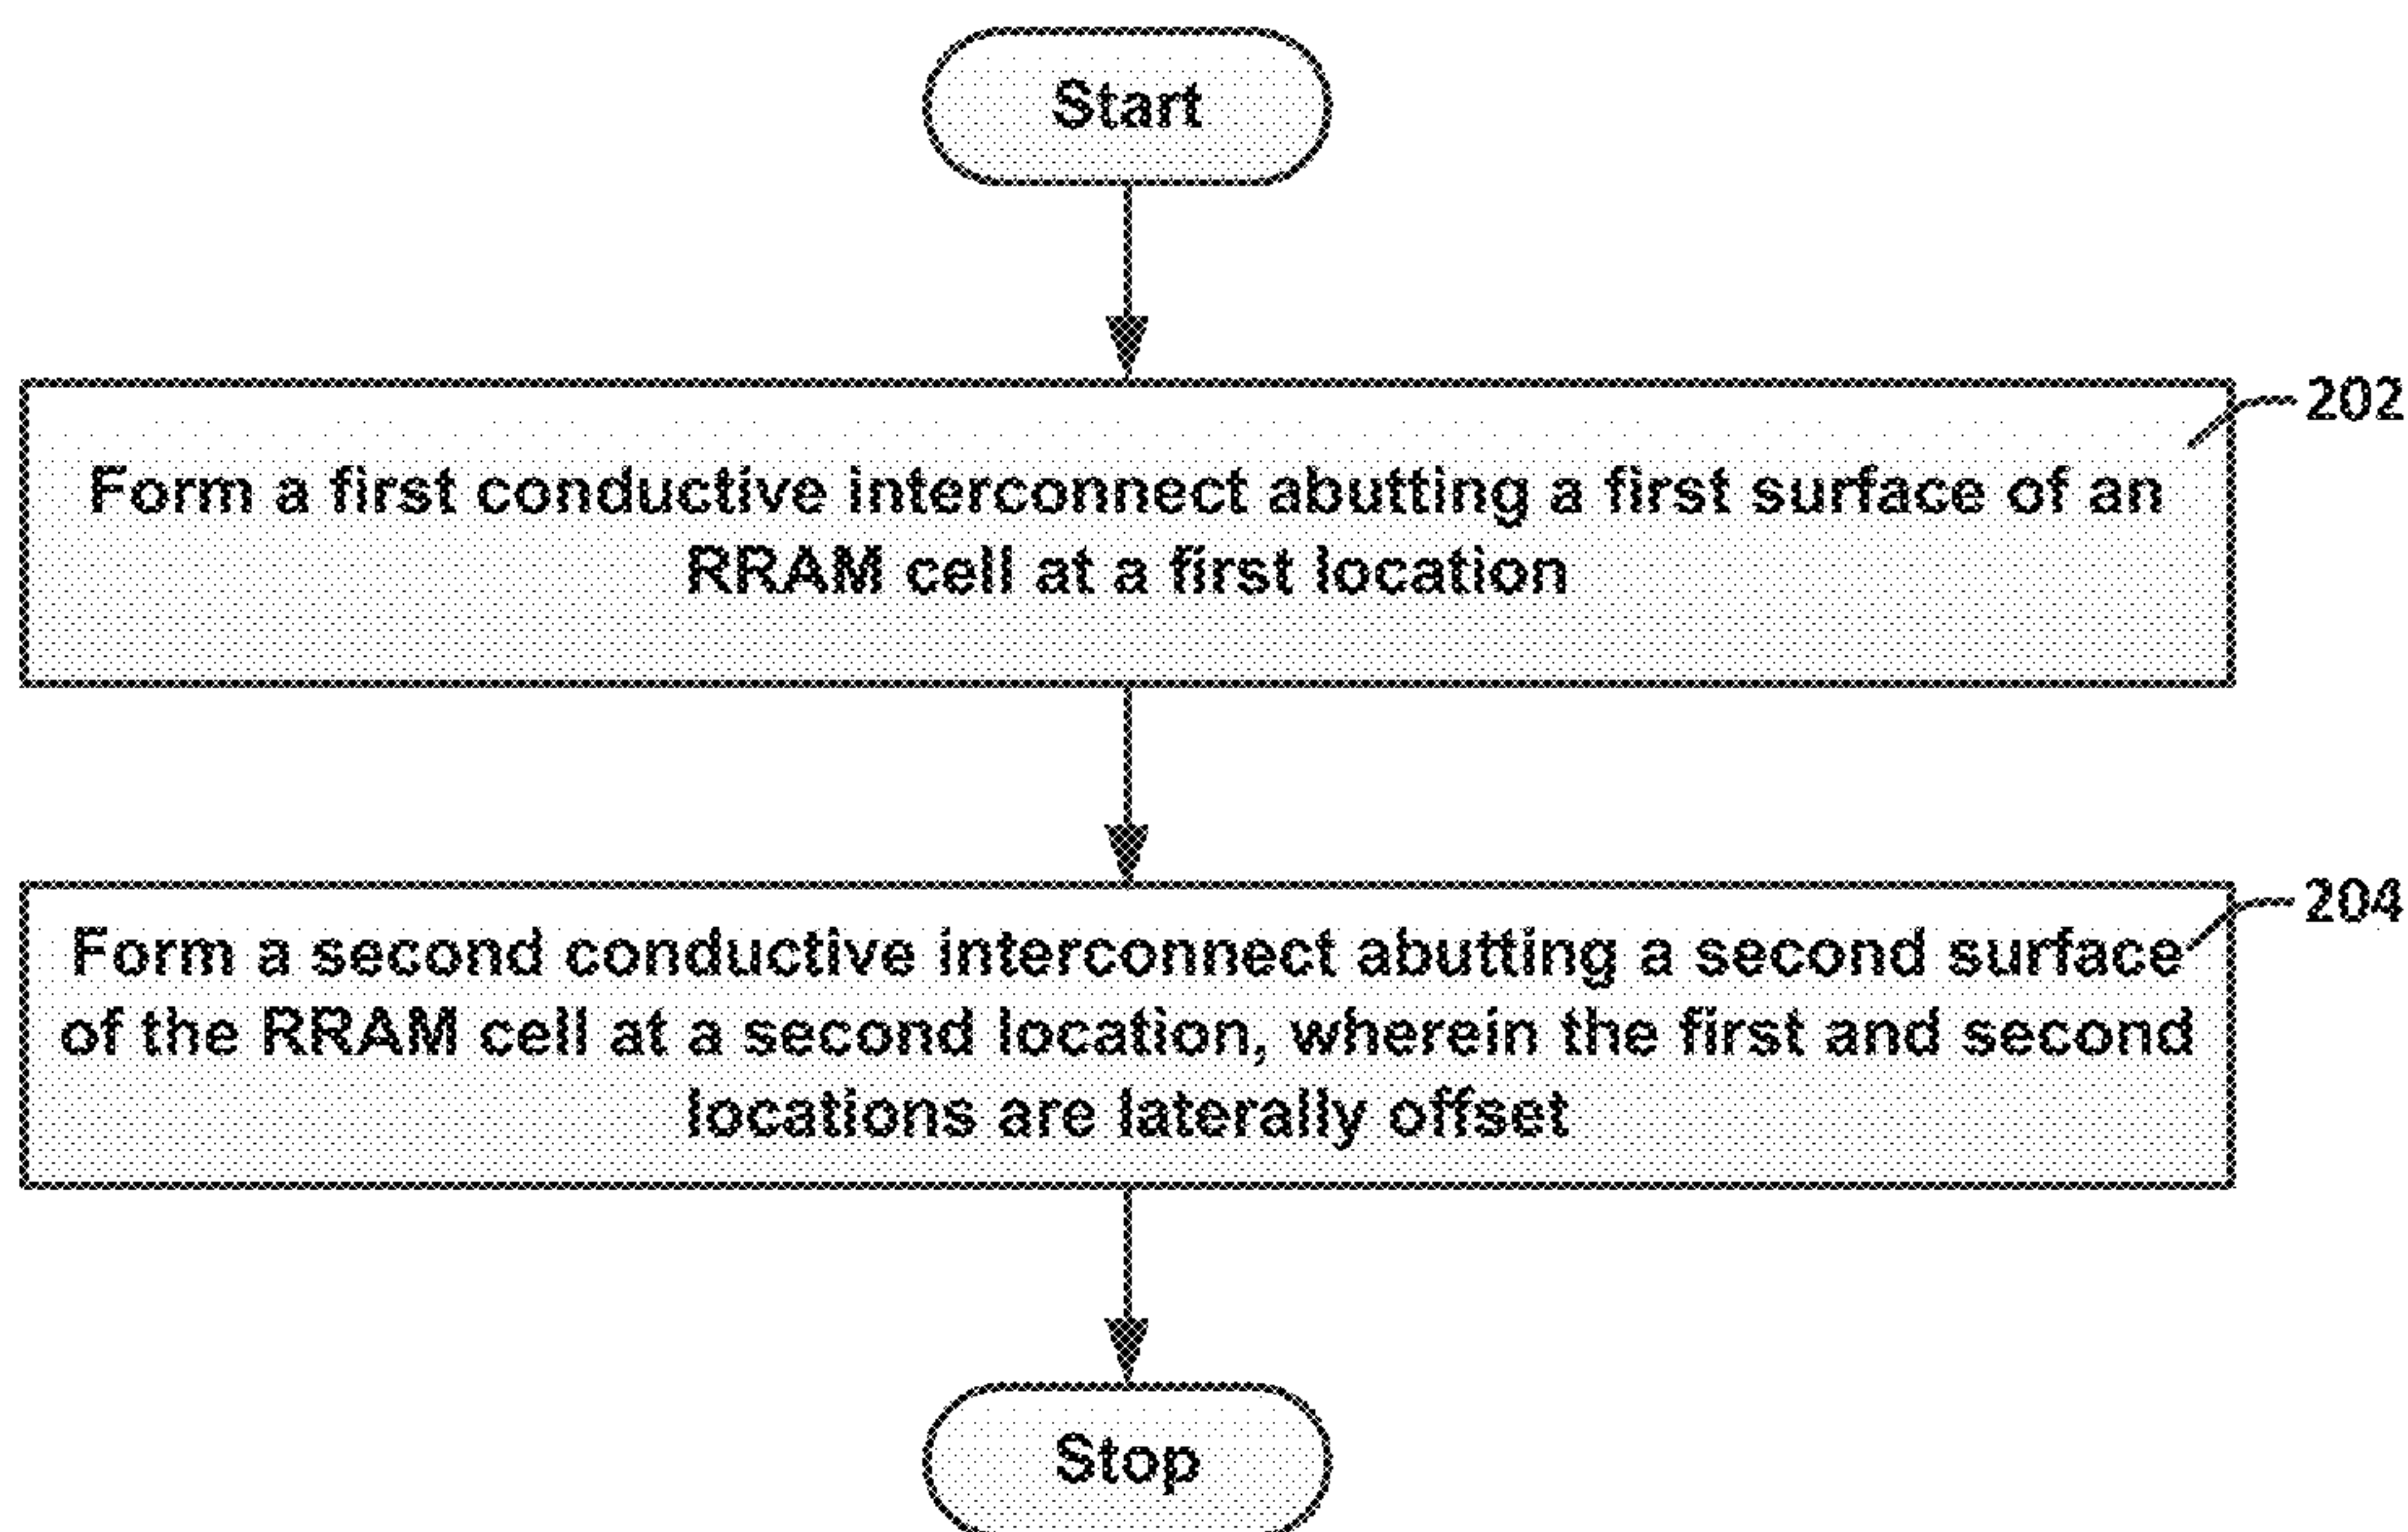 Start
202
Form a first conductive interconnect abutting a first surface of an
RRAM cell at a first location
204
Form a second conductive interconnect abutting a second surface
of the RRAM cell at a second location, wherein the first and second
locations are laterally offset
Stop